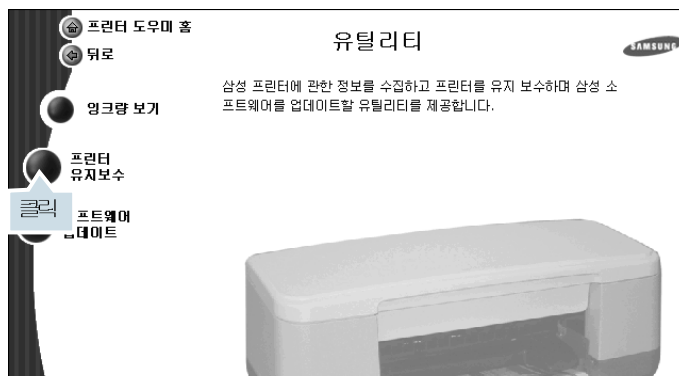 프린터 도우미 홈
뒤로
유틸리티
SAMSUNG
삼성 프린터에 관한 정보를 수집하고 프린터를 유지 보수하며 삼성 소
프트웨어를 업데이트할 유틸리티를 제공합니다.
잉크량 보기
프린터
유지보수
클릭
프트웨어
데이트